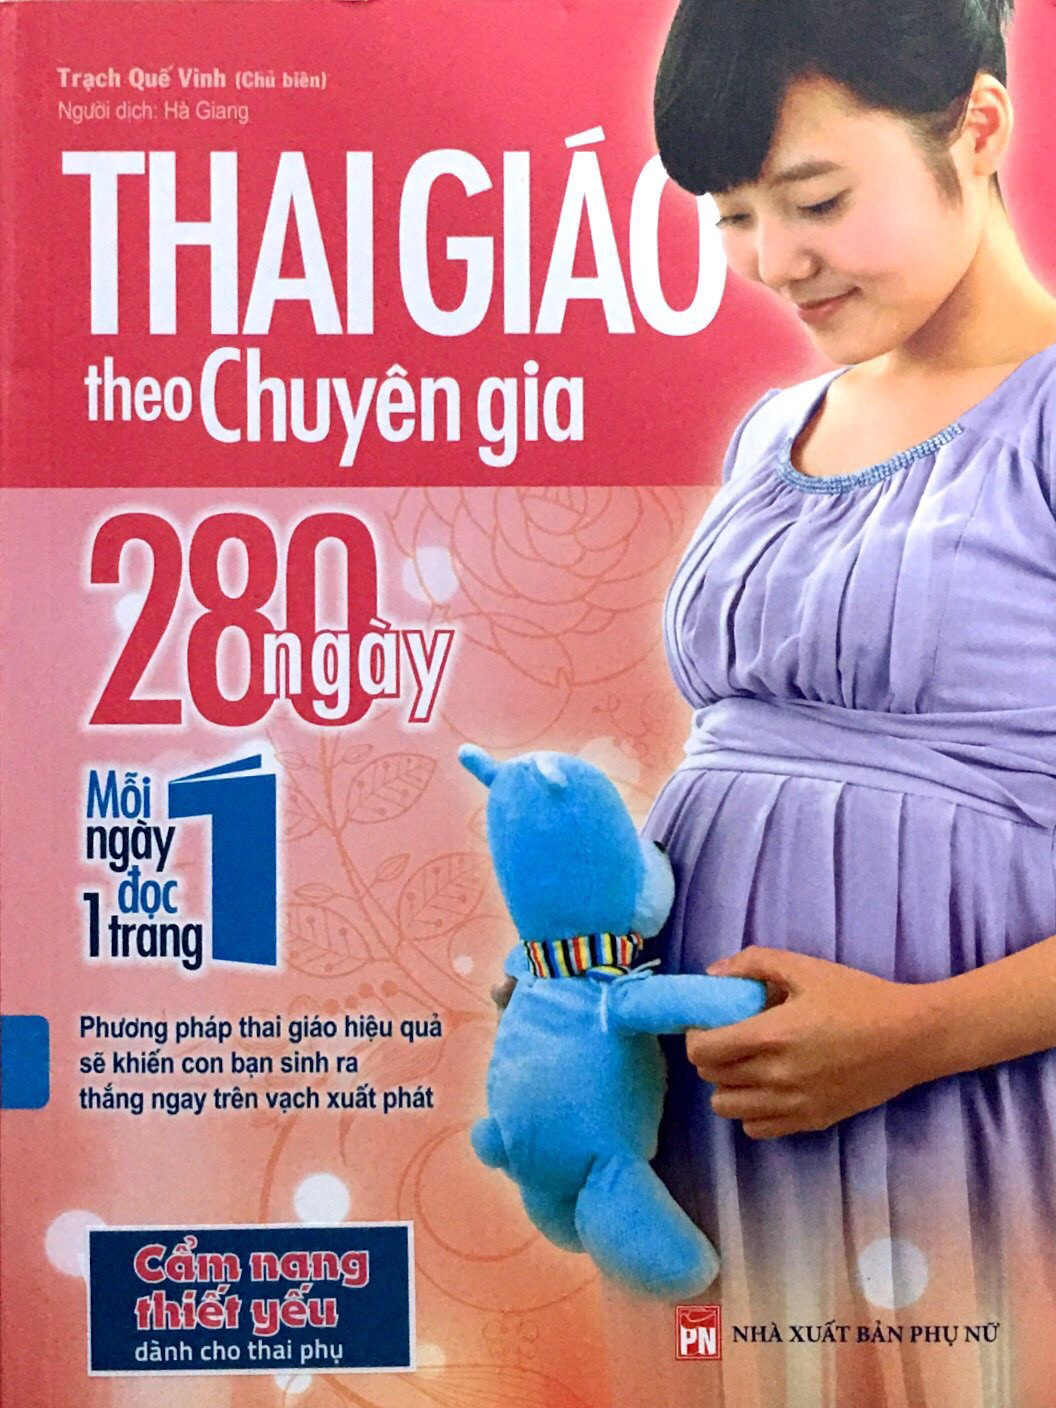 Trạch Quế Vinh (Chủ biên)
Người dịch: Hà Giang
THAI GIÁO
theo Chuyên gia
280 ngày
Mỗi
ngày
đọc
1 trang
1
Phương pháp thai giáo hiệu quả
sẽ khiến con bạn sinh ra
thắng ngay trên vạch xuất phát
Cẩm nang
thiết yếu
dành cho thai phụ
PN NHÀ XUẤT BẢN PHỤ NỮ